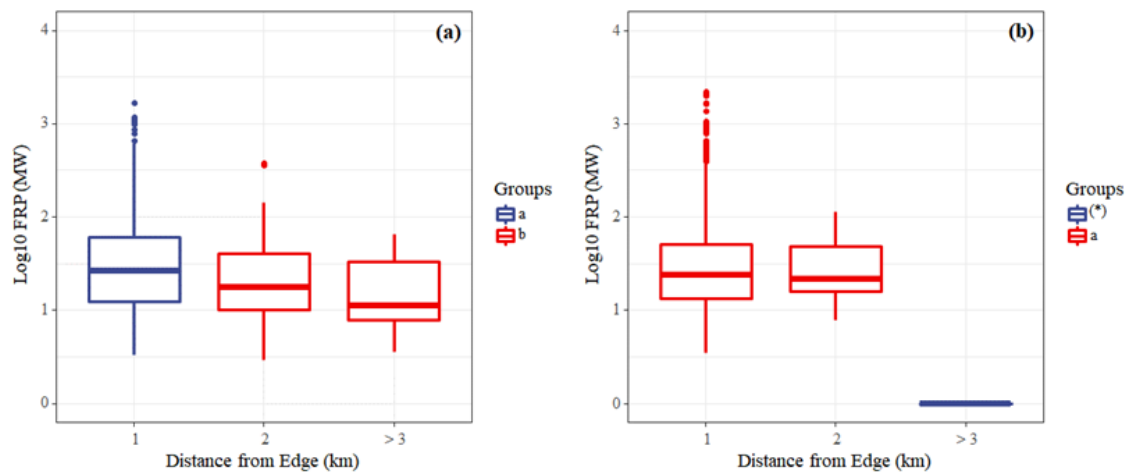 (a)
4
3
2
1
0
Log10 FRP (MW)
1 2 > 3
Distance from Edge (km)
Groups
a
b
(b)
4
3
2
1
0
Log10 FRP (MW)
1 2 > 3
Distance from Edge (km)
Groups
(*)
a